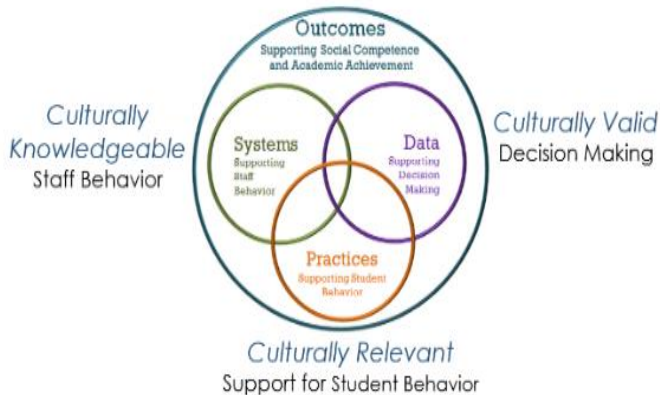 Outcomes
Supporting Social Competence
and Academic Achievement
Culturally
Knowledgeable
Staff Behavior
Systems
Supporting
Staff
Behavior
Data
Supporting
Decision
Making
Culturally Valid
Decision Making
Practices
Supporting Student
Behavior
Culturally Relevant
Support for Student Behavior